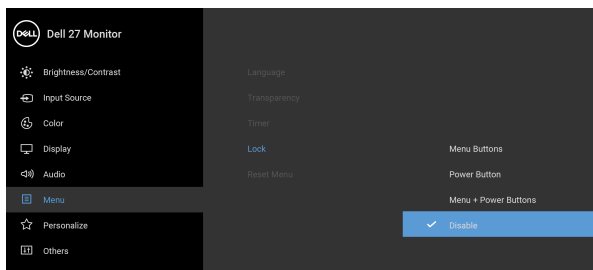 DELL Dell 27 Monitor
Brightness/Contrast
Language
Input Source
Transparency
Color
Timer
Display
Lock
Menu Buttons
Audio
Reset Menu
Power Button
Menu
Menu + Power Buttons
Personalize
Disable
Others